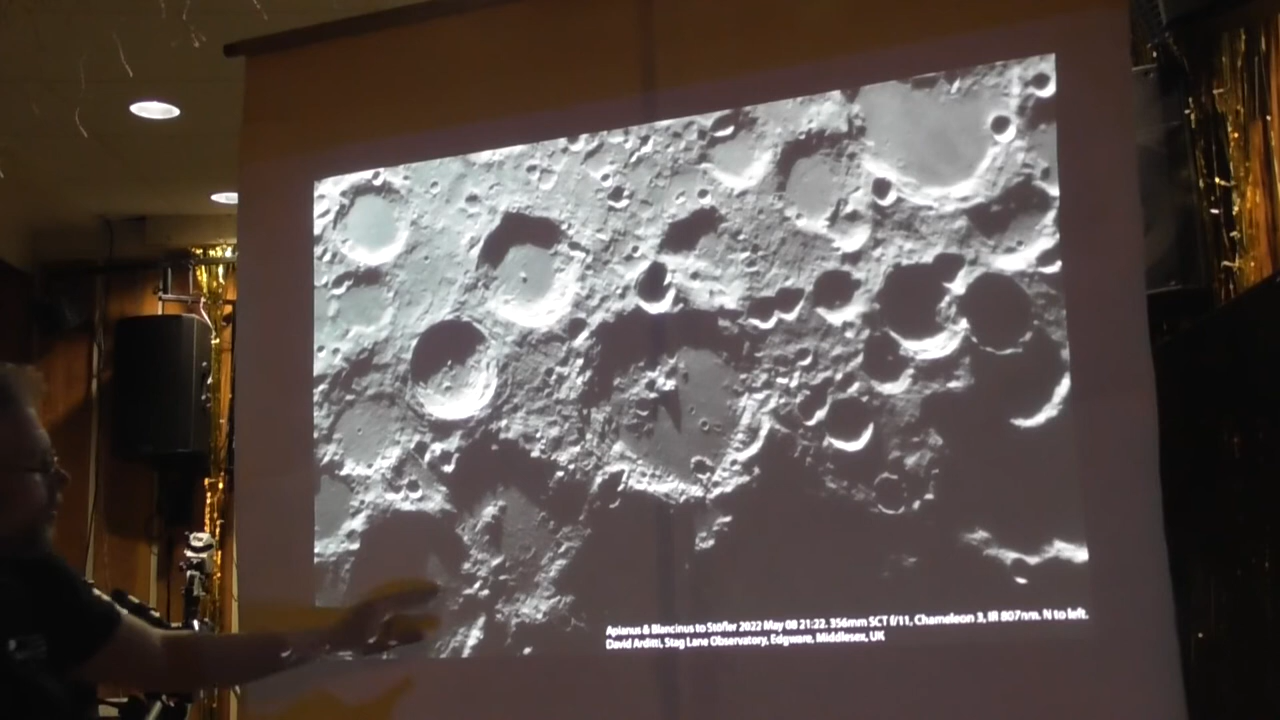 Apianus & Blancinus to Stöfler 2022 May 08 21:22. 356mm SCT f/11, Chameleon 3, IR 807nm. N to left.
David Arditti, Stag Lane Observatory, Edgware, Middlesex, UK